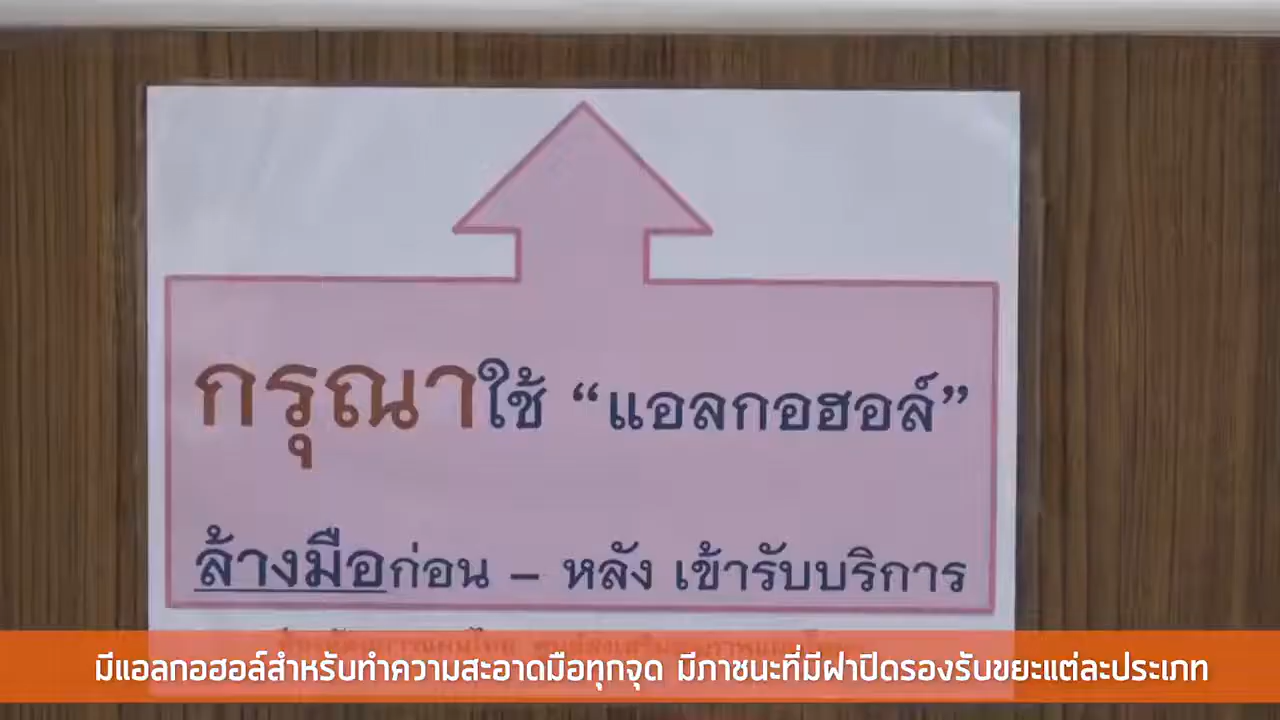 กรุณาใช้ “แอลกอฮอล์”
ล้างมือก่อน – หลัง เข้ารับบริการ
มีแอลกอฮอล์สำหรับทำความสะอาดมือทุกจุด มีภาชนะที่มีฝาปิดรองรับขยะแต่ละประเภท